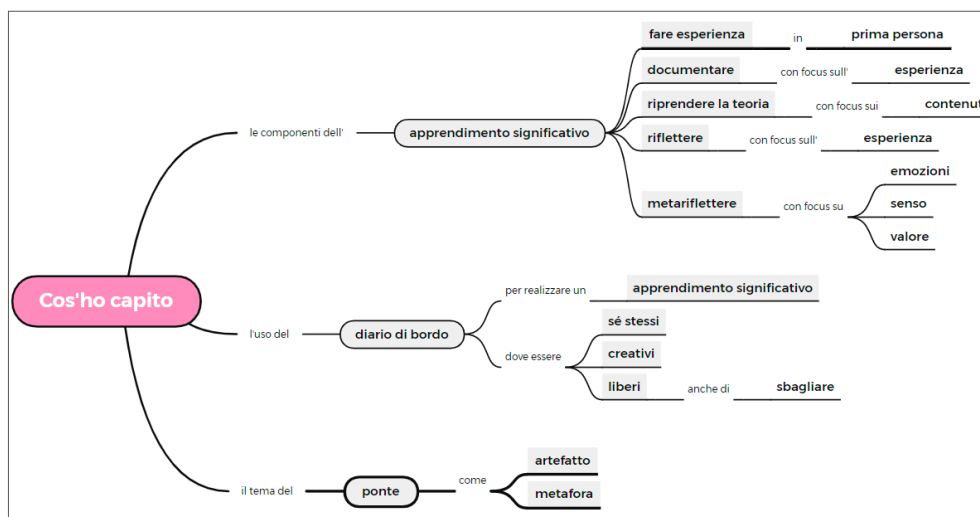 Cos'ho capito
le componenti dell'
apprendimento significativo
fare esperienza in prima persona
documentare con focus sull' esperienza
riprendere la teoria con focus sui contenut
riflettere con focus sull' esperienza
metariflettere con focus su
emozioni
senso
valore
l'uso del
diario di bordo
per realizzare un apprendimento significativo
dove essere
sé stessi
creativi
liberi anche di sbagliare
il tema del
ponte
come
artefatto
metafora